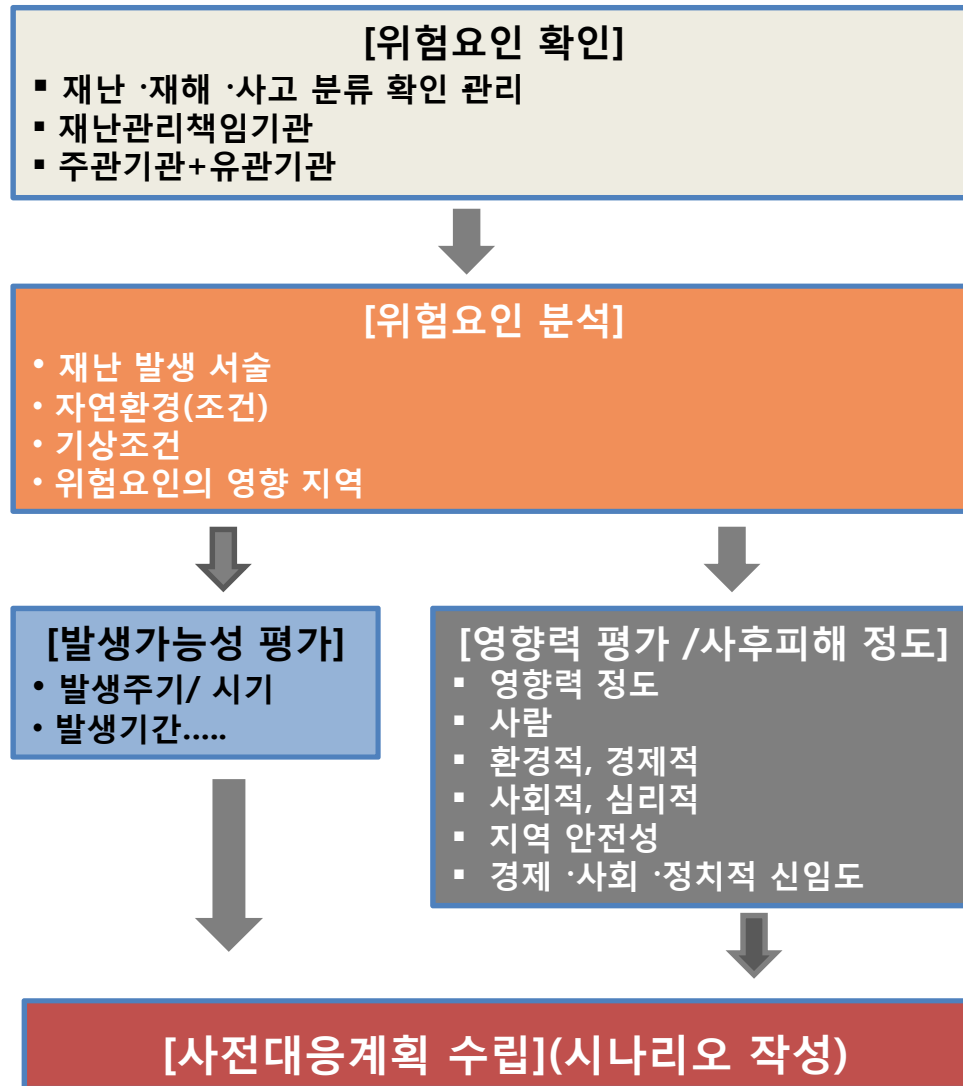 [위험요인 확인]
▪ 재난 ·재해 ·사고 분류 확인 관리
▪ 재난관리책임기관
▪ 주관기관+유관기관
[위험요인 분석]
• 재난 발생 서술
• 자연환경(조건)
• 기상조건
• 위험요인의 영향 지역
[발생가능성 평가]
• 발생주기/ 시기
• 발생기간.....
[영향력 평가 /사후피해 정도]
▪ 영향력 정도
▪ 사람
▪ 환경적, 경제적
▪ 사회적, 심리적
▪ 지역 안전성
▪ 경제 ·사회 ·정치적 신임도
[사전대응계획 수립](시나리오 작성)